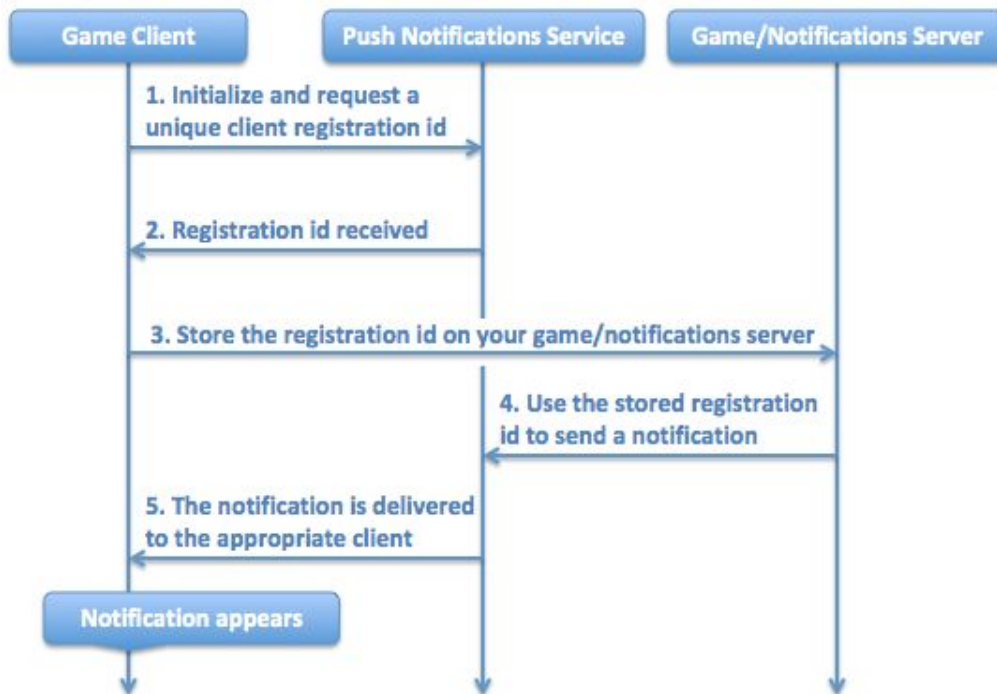 Game Client
Push Notifications Service
Game/Notifications Server
1. Initialize and request a
unique client registration id
2. Registration id received
3. Store the registration id on your game/notifications server
4. Use the stored registration
id to send a notification
5. The notification is delivered
to the appropriate client
Notification appears